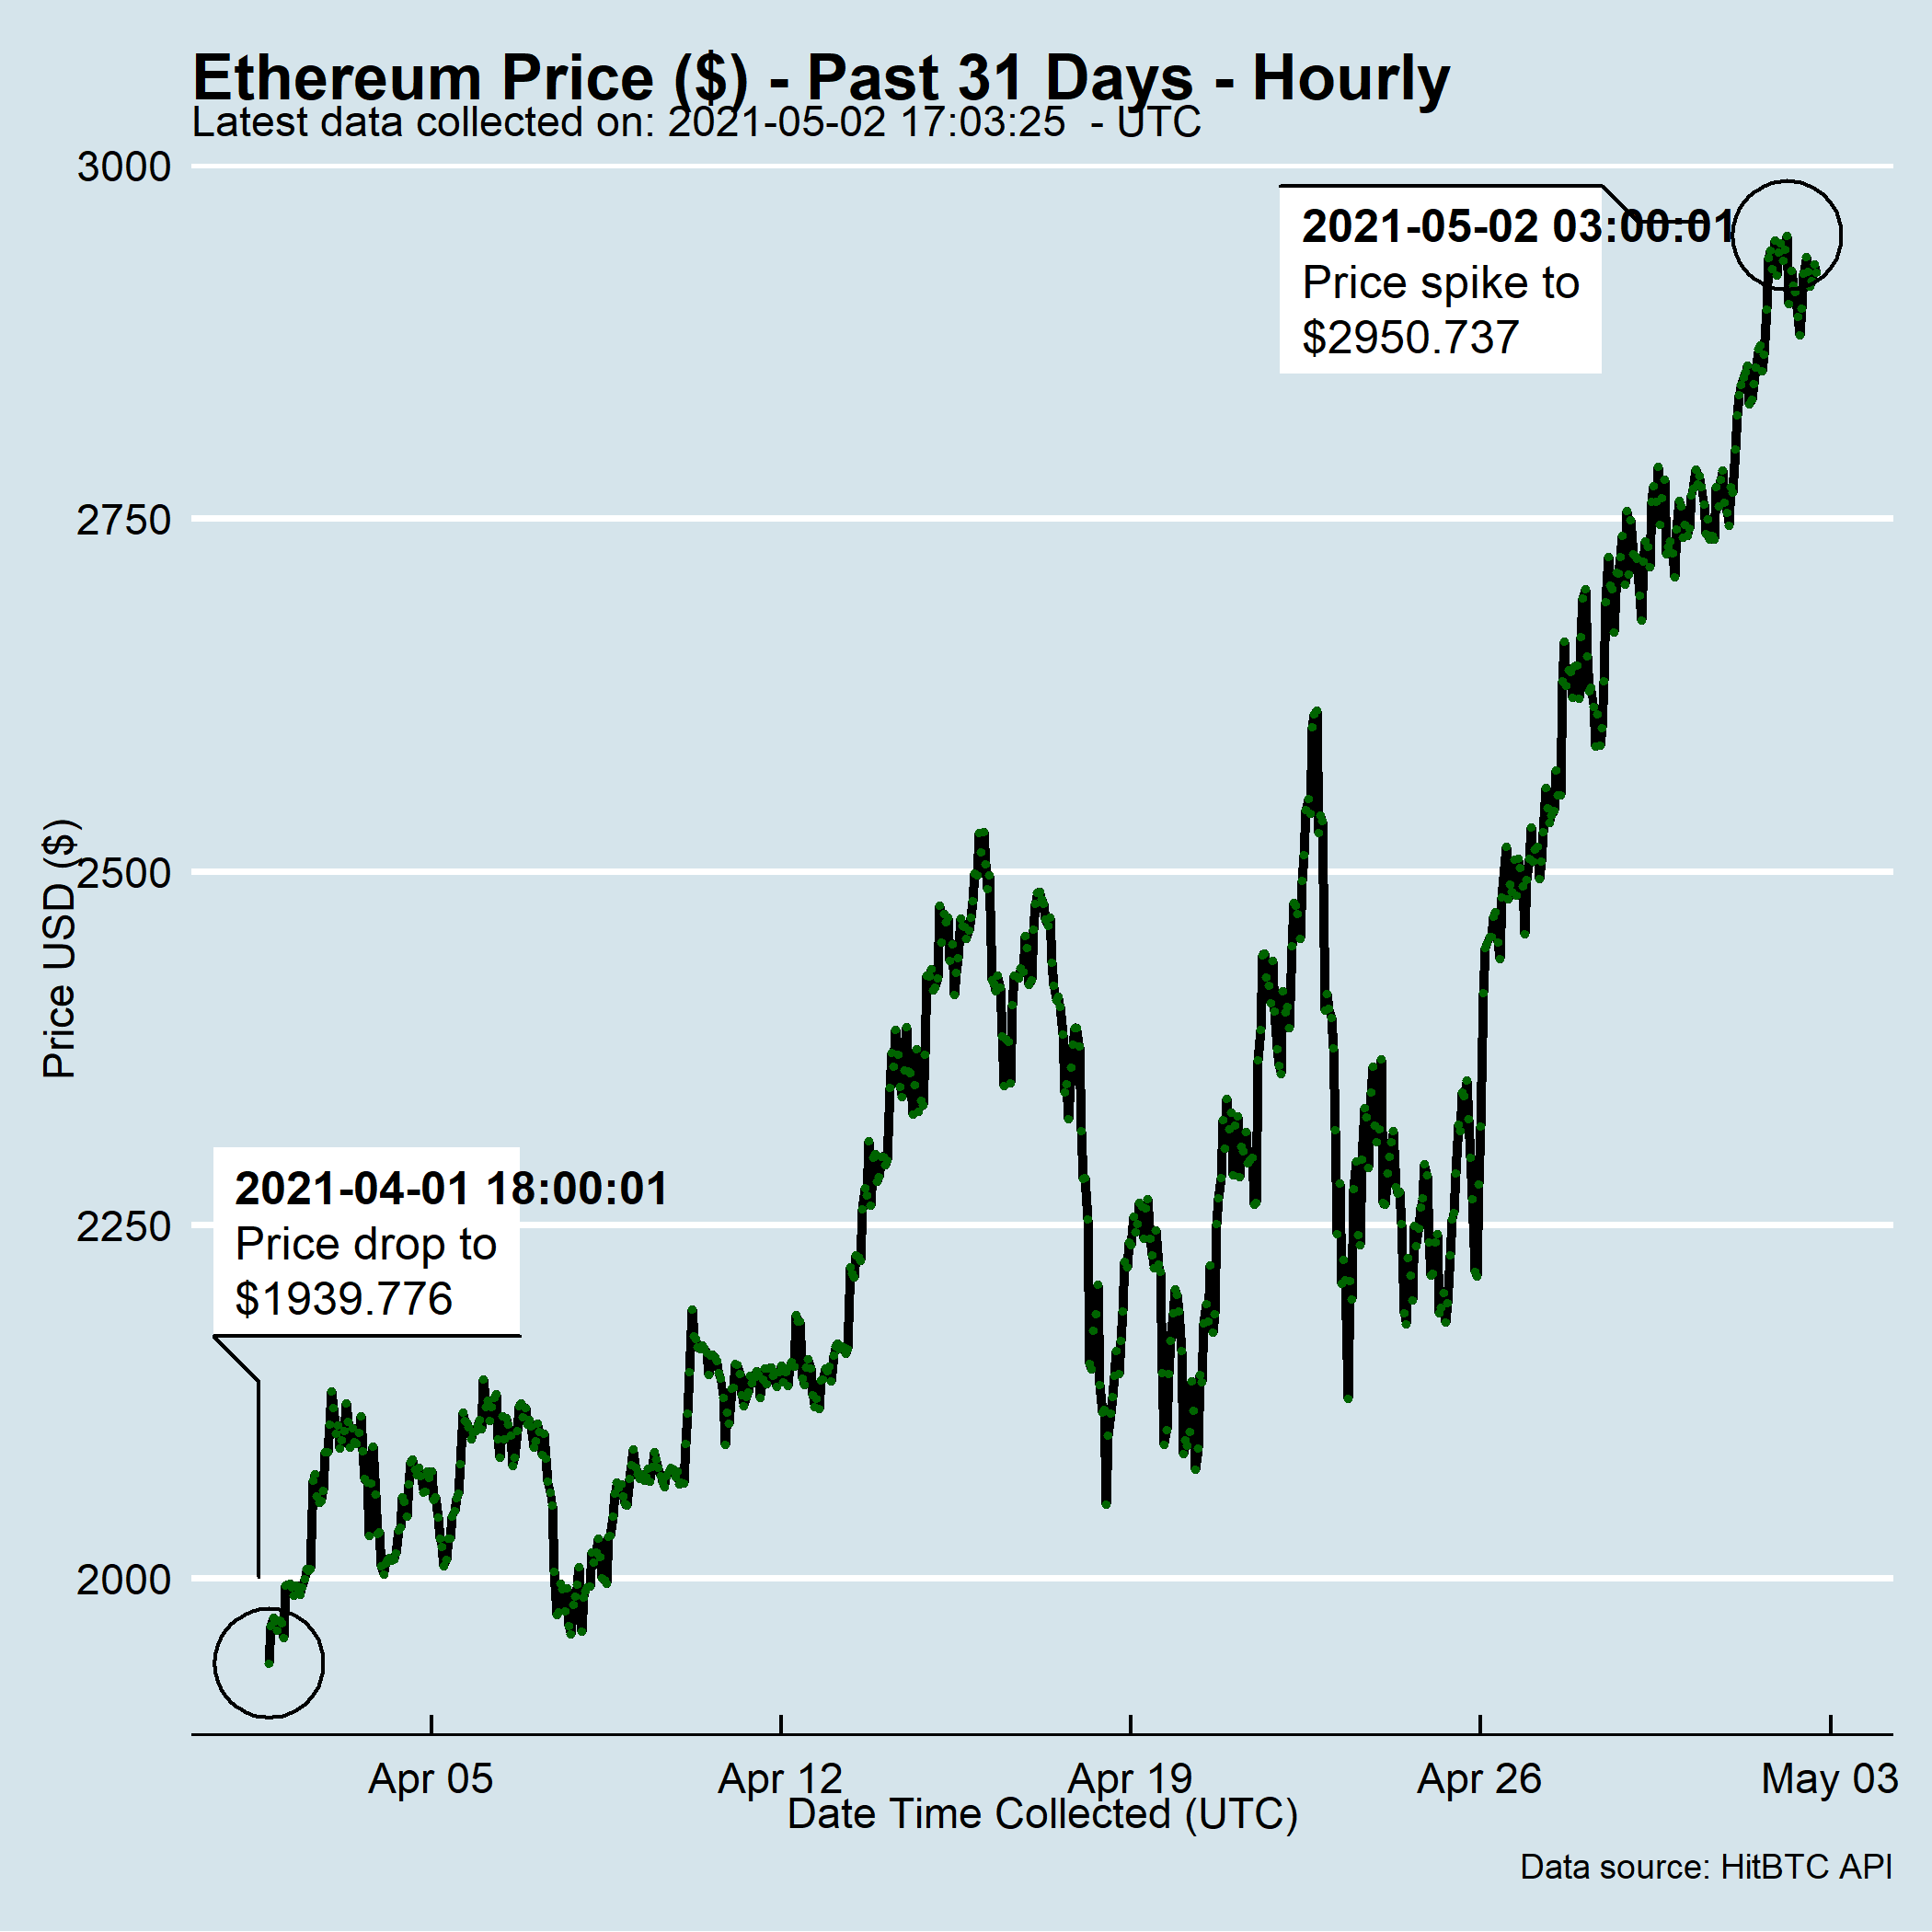 Ethereum Price ($) - Past 31 Days - Hourly
Latest data collected on: 2021-05-02 17:03:25  - UTC
3000
2021-05-02 03:00:01
Price spike to
$2950.737
2750
2500
Price USD ($)
2021-04-01 18:00:01
2250
Price drop to
$1939.776
2000
Apr 05
Apr 12
Apr 19
Apr 26
May 03
Date Time Collected (UTC)
Data source: HitBTC API